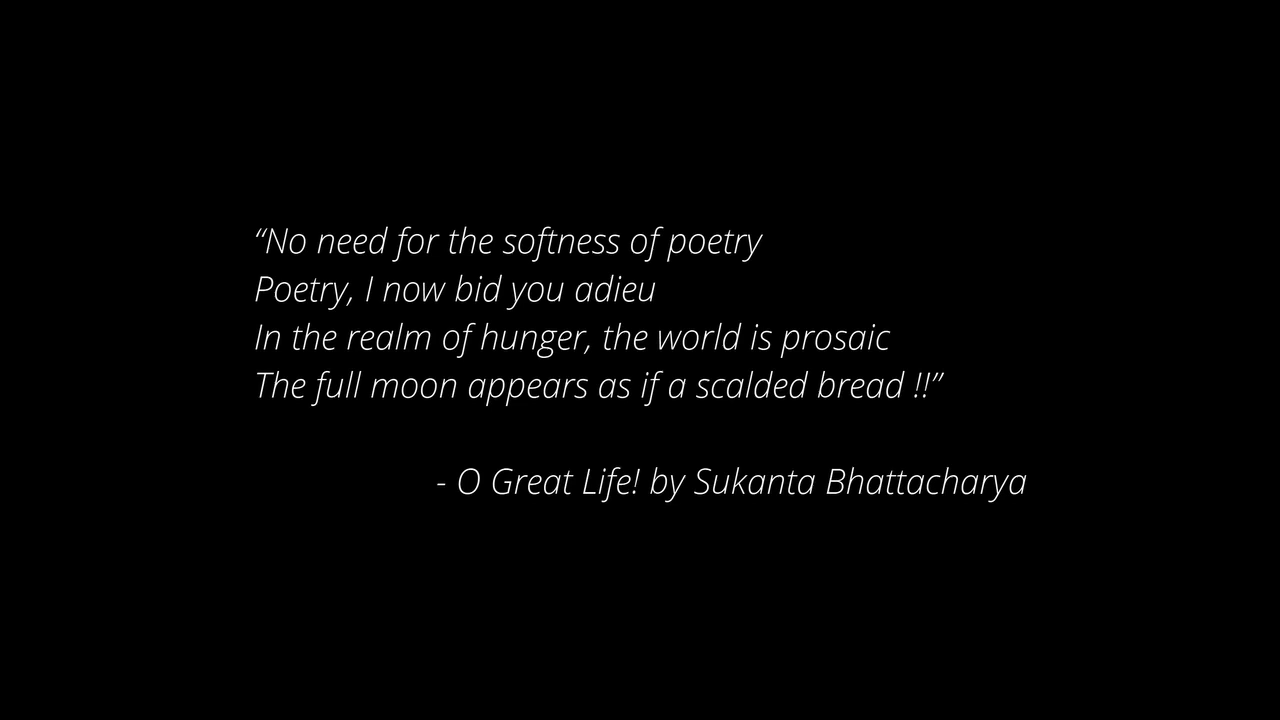 “No need for the softness of poetry
Poetry, I now bid you adieu
In the realm of hunger, the world is prosaic
The full moon appears as if a scalded bread !!”
- O Great Life! by Sukanta Bhattacharya